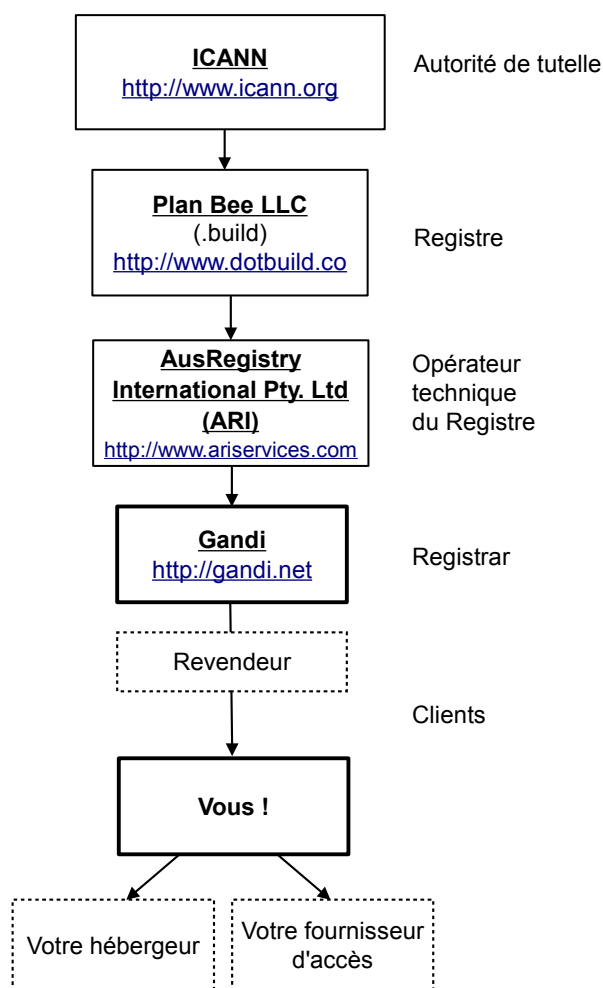 ICANN
http://www.icann.org
Autorité de tutelle
Plan Bee LLC
(.build)
http://www.dotbuild.co
Registre
AusRegistry
International Pty. Ltd
(ARI)
http://www.ariservices.com
Opérateur
technique
du Registre
Gandi
http://gandi.net
Registrar
Revendeur
Clients
Vous !
Votre hébergeur
Votre fournisseur
d'accès